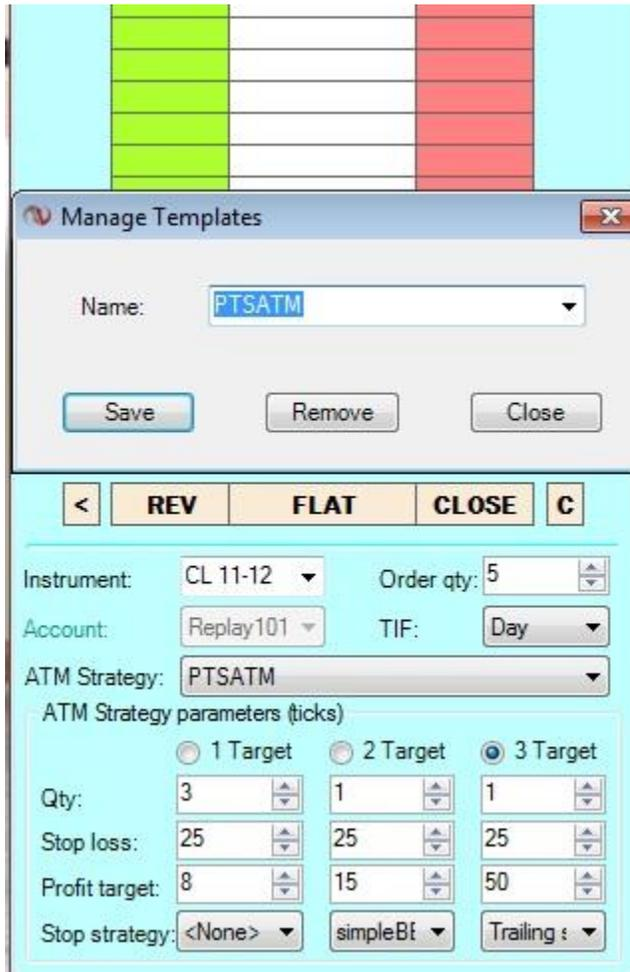 Manage Templates
Name: PTSATM
Save Remove Close
< REV FLAT CLOSE C
Instrument: CL 11-12 Order qty: 5
Account: Replay101 TIF: Day
ATM Strategy: PTSATM
ATM Strategy parameters (ticks)
1 Target 2 Target 3 Target
Qty: 3 1 1
Stop loss: 25 25 25
Profit target: 8 15 50
Stop strategy: <None> simpleBE Trailing s